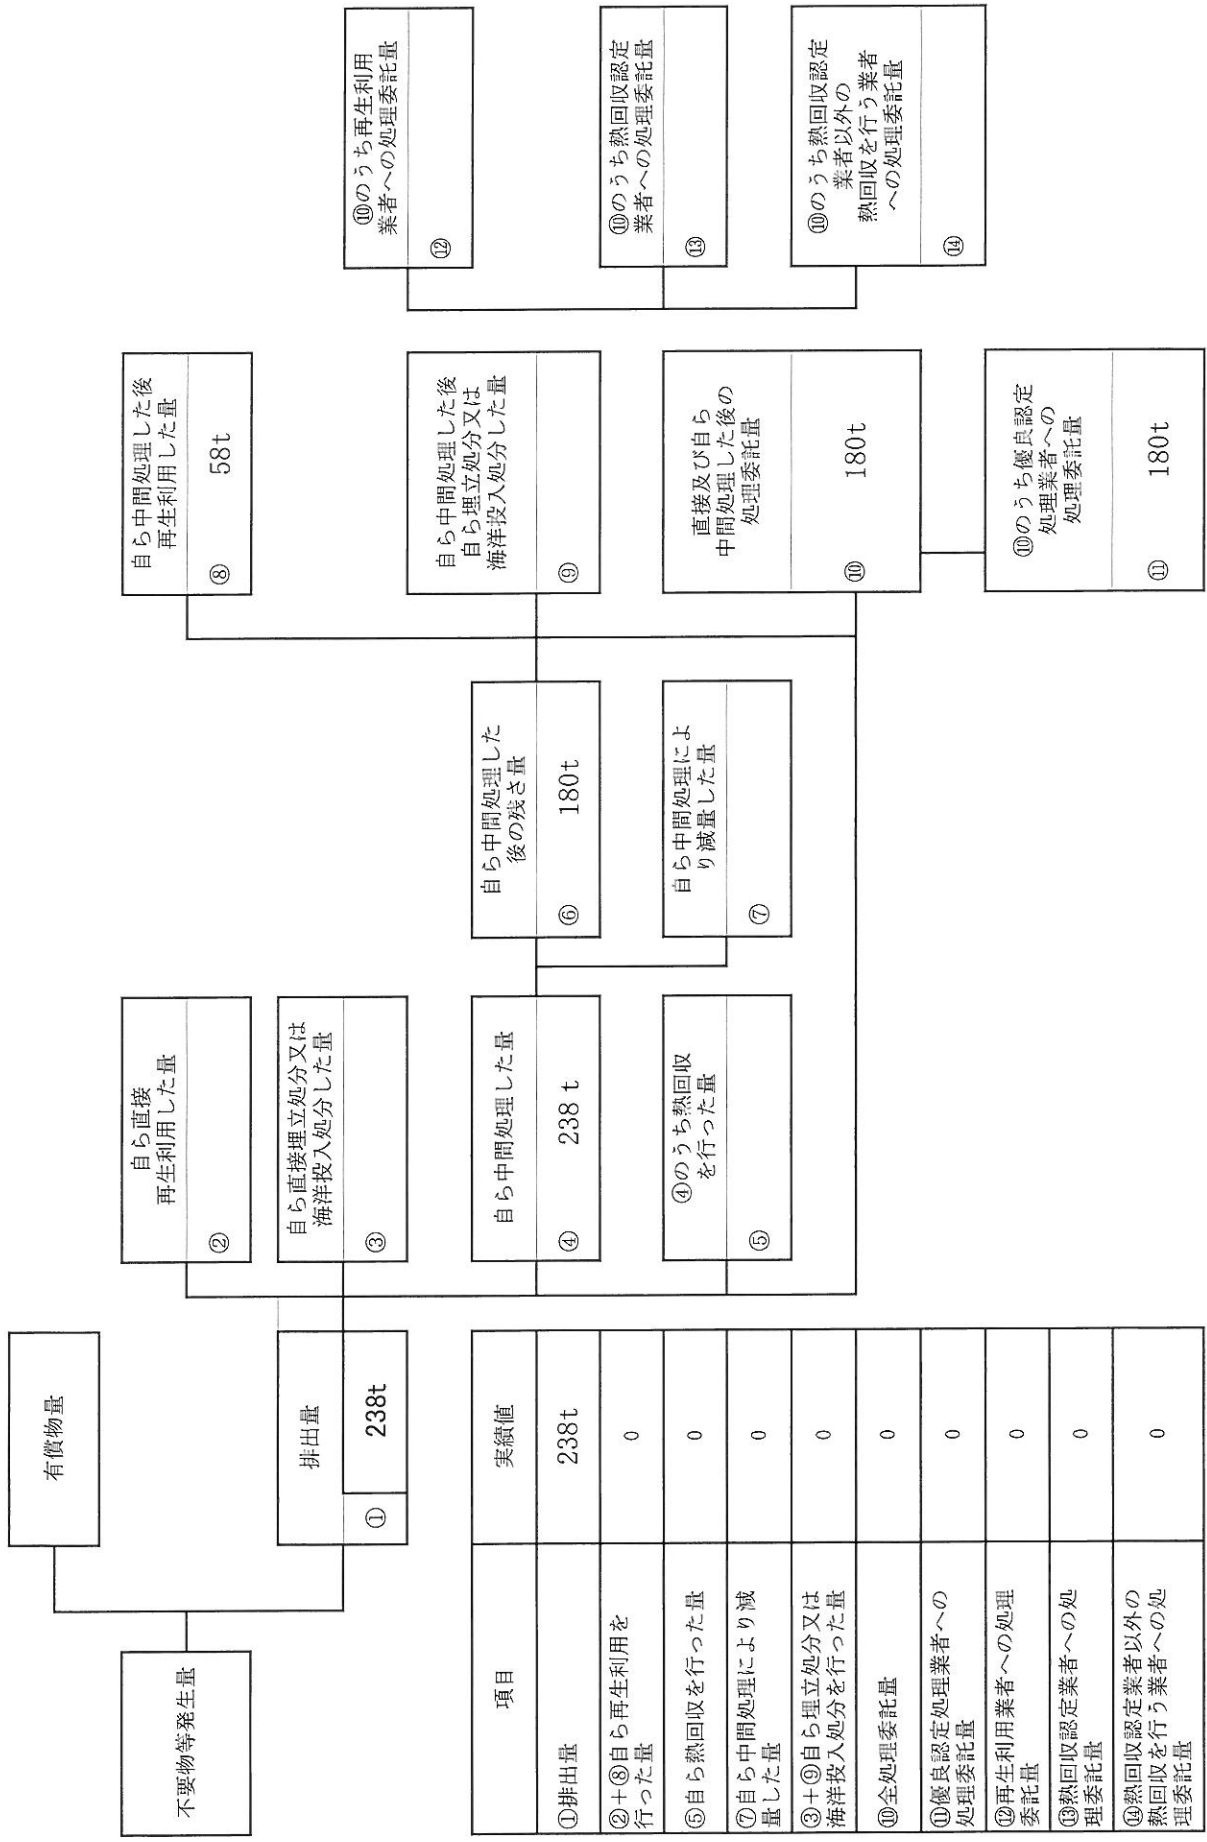 不要物等発生量
有償物量
排出量
① 238t
自ら直接
再生利用した量
②
自ら直接埋立処分又は
海洋投入処分した量
③
自ら中間処理した量
④ 238 t
④のうち熱回収
を行った量
⑤
自ら中間処理した
後の残さ量
⑥ 180t
自ら中間処理によ
り減量した量
⑦
自ら中間処理した後
再生利用した量
⑧ 58t
自ら中間処理した後
自ら埋立処分又は
海洋投入処分した量
⑨
直接及び自ら
中間処理した後の
処理委託量
⑩ 180t
⑩のうち優良認定
処理業者への
処理委託量
⑪ 180t
⑩のうち再生利用
業者への処理委託量
⑫
⑩のうち熱回収認定
業者への処理委託量
⑬
⑩のうち熱回収認定
業者以外の
熱回収を行う業者
への処理委託量
⑭
項目 実績値
①排出量 238t
②+⑧自ら再生利用を
行った量 0
⑤自ら熱回収を行った量 0
⑦自ら中間処理により減
量した量 0
③+⑨自ら埋立処分又は
海洋投入処分を行った量 0
⑩全処理委託量 0
⑪優良認定処理業者への
処理委託量 0
⑫再生利用業者への処理
委託量 0
⑬熱回収認定業者への処
理委託量 0
⑭熱回収認定業者以外の
熱回収を行う業者への処
理委託量 0